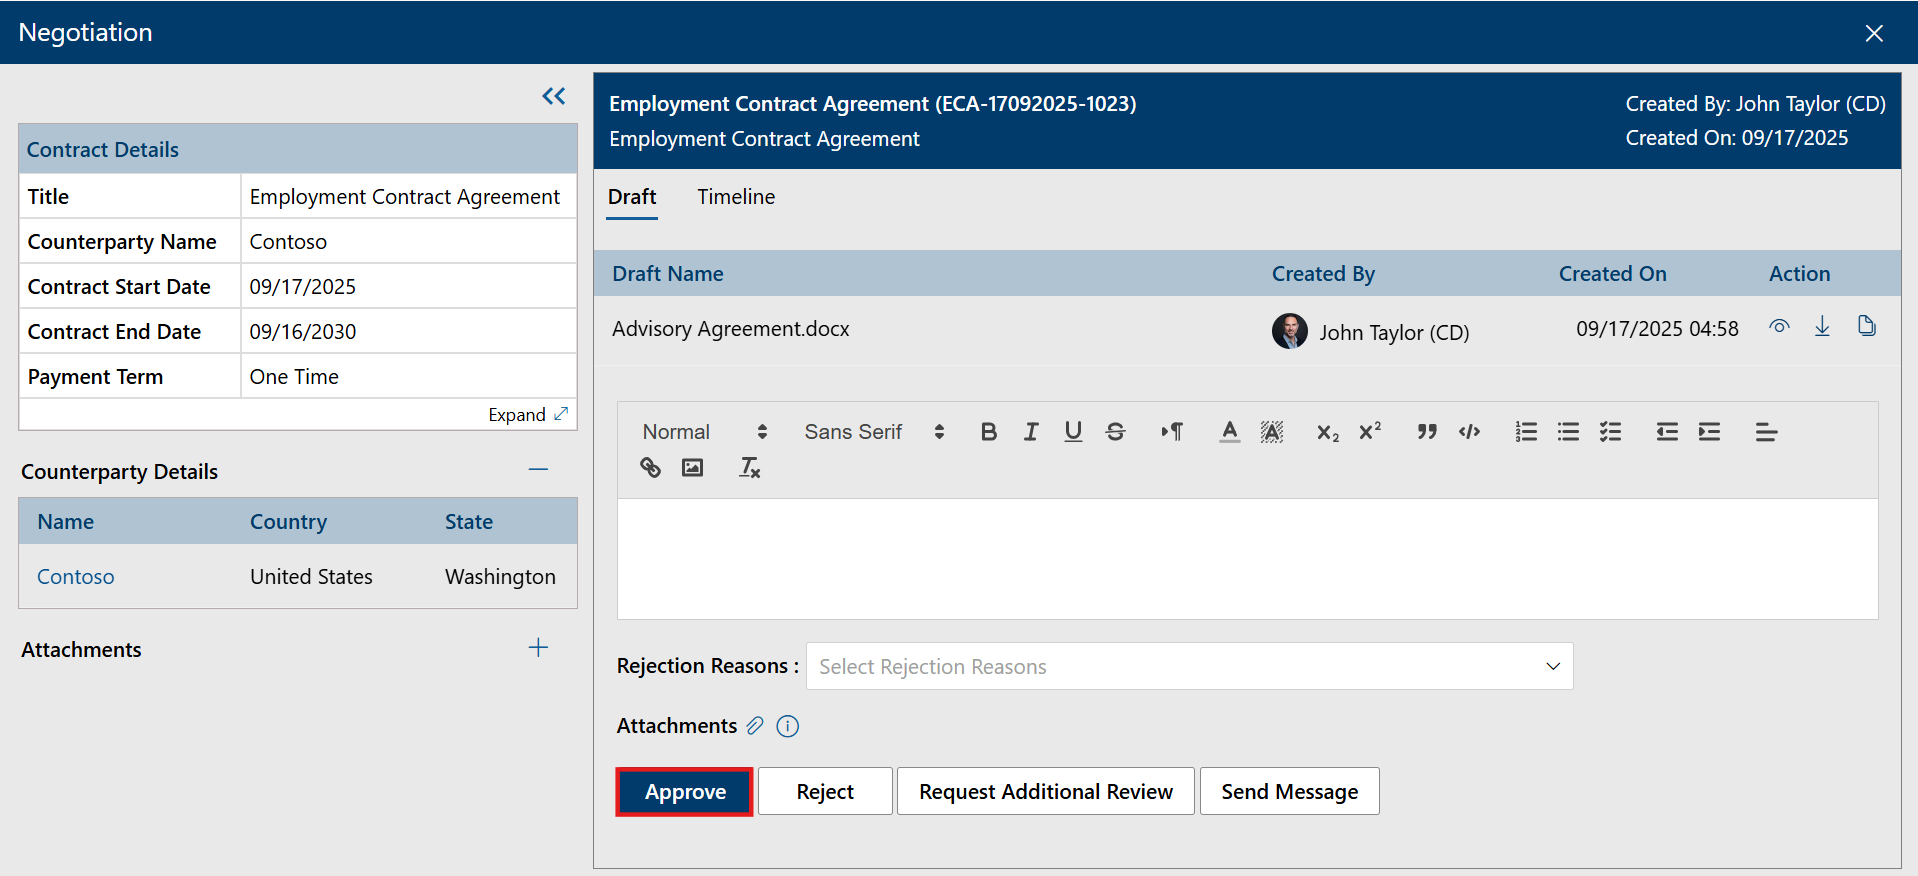 Negotiation
Contract Details
Title Employment Contract Agreement
Counterparty Name Contoso
Contract Start Date 09/17/2025
Contract End Date 09/16/2030
Payment Term One Time
Expand
Counterparty Details
Name Country State
Contoso United States Washington
Attachments
Employment Contract Agreement (ECA-17092025-1023)
Employment Contract Agreement
Created By: John Taylor (CD)
Created On: 09/17/2025
Draft Timeline
Draft Name Created By Created On Action
Advisory Agreement.docx John Taylor (CD) 09/17/2025 04:58
Normal Sans Serif
Rejection Reasons : Select Rejection Reasons
Attachments
Approve Reject Request Additional Review Send Message